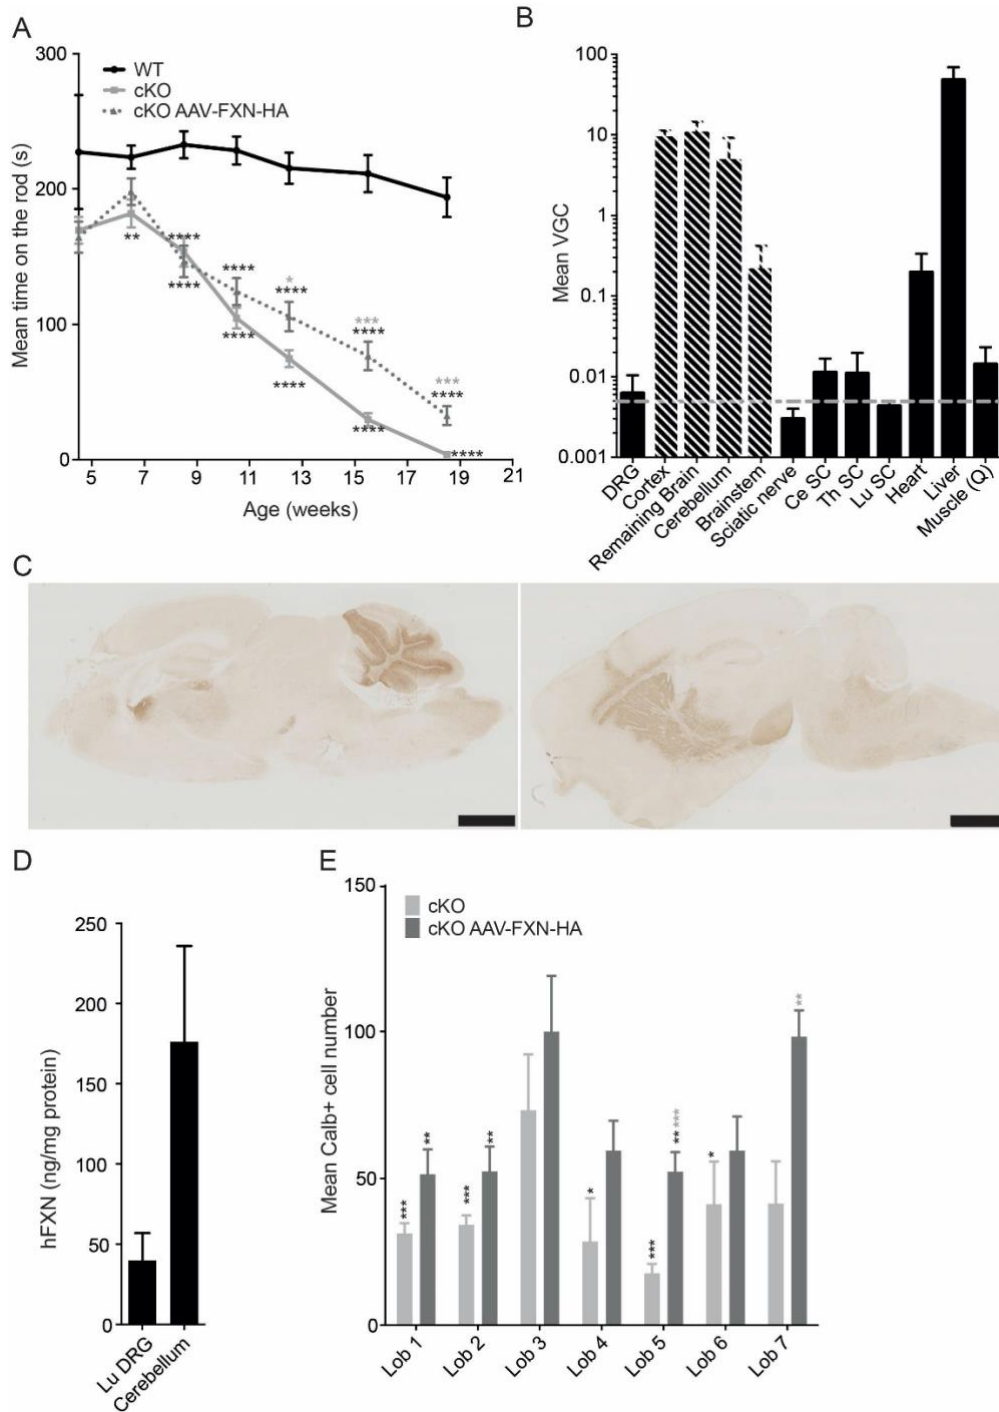 A
300
200
100
0
Mean time on the rod (s)
WT
cKO
cKO AAV-FXN-HA
**
****
****
****
****
*
****
****
***
****
****
***
****
****
5 7 9 11 13 15 17 19 21
Age (weeks)
B
100
10
1
0.1
0.01
0.001
Mean VGC
DRG
Cortex
Remaining Brain
Cerebellum
Brainstem
Sciatic nerve
Ce SC
Th SC
Lu SC
Heart
Liver
Muscle (Q)
C
D
250
200
150
100
50
0
hFXN (ng/mg protein)
Lu DRG
Cerebellum
E
150
100
50
0
Mean Calb+ cell number
cKO
cKO AAV-FXN-HA
***
**
***
**
*
***
** ***
*
**
Lob 1
Lob 2
Lob 3
Lob 4
Lob 5
Lob 6
Lob 7